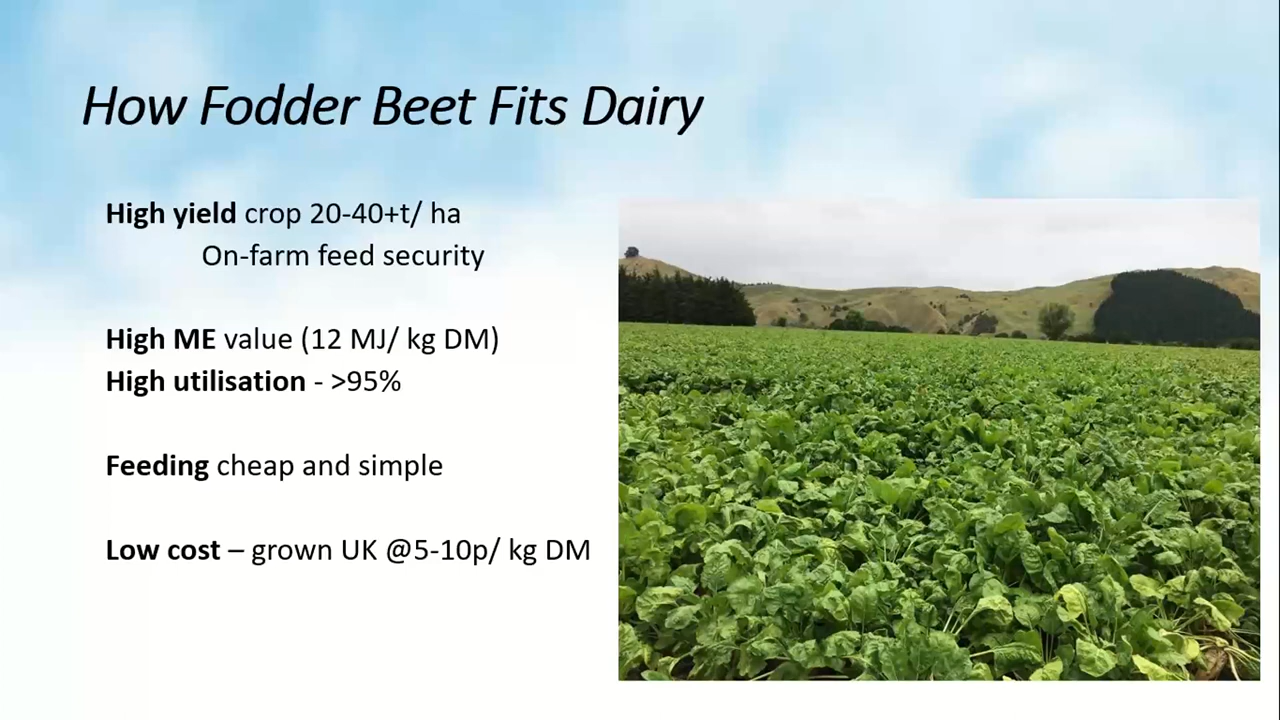 How Fodder Beet Fits Dairy
High yield crop 20-40+t/ ha
On-farm feed security
High ME value (12 MJ/ kg DM)
High utilisation - >95%
Feeding cheap and simple
Low cost – grown UK @5-10p/ kg DM